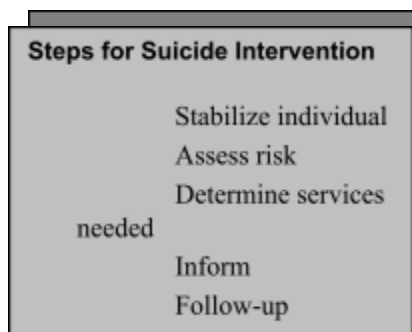 Steps for Suicide Intervention
Stabilize individual
Assess risk
Determine services
needed
Inform
Follow-up